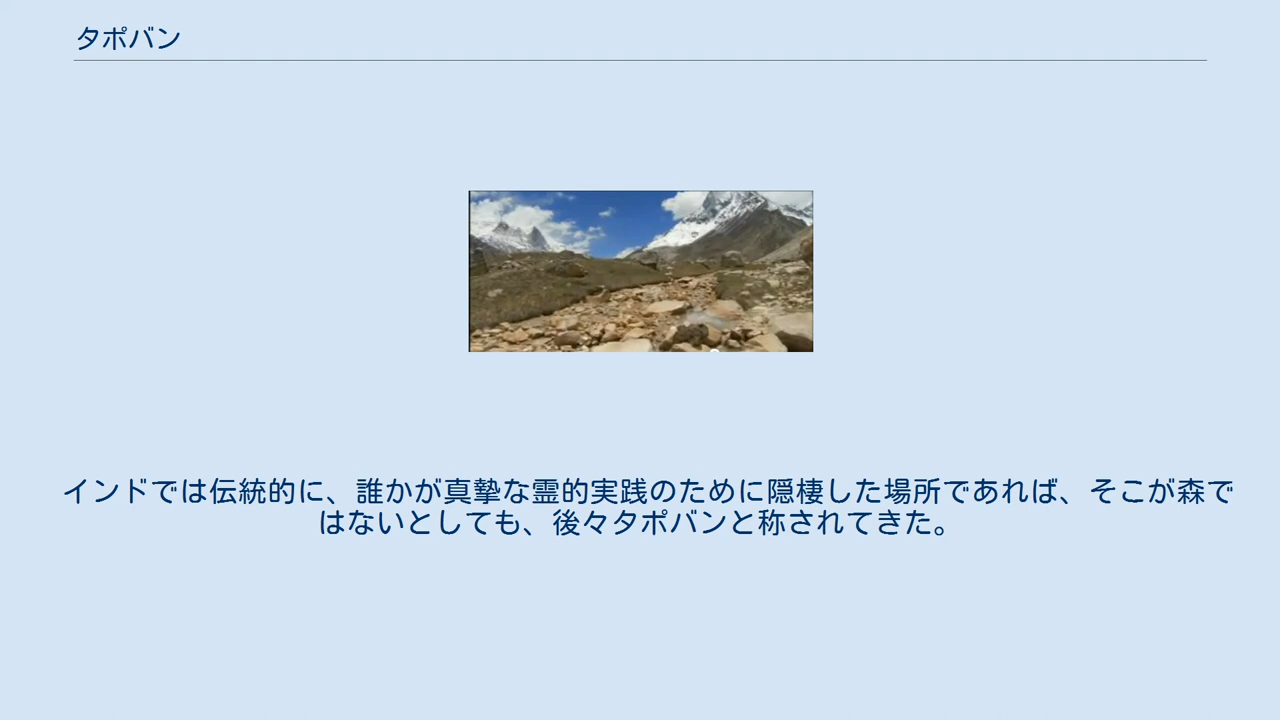 タポバン
インドでは伝統的に、誰かが真摯な霊的実践のために隠棲した場所であれば、そこが森で
はないとしても、後々タポバンと称されてきた。